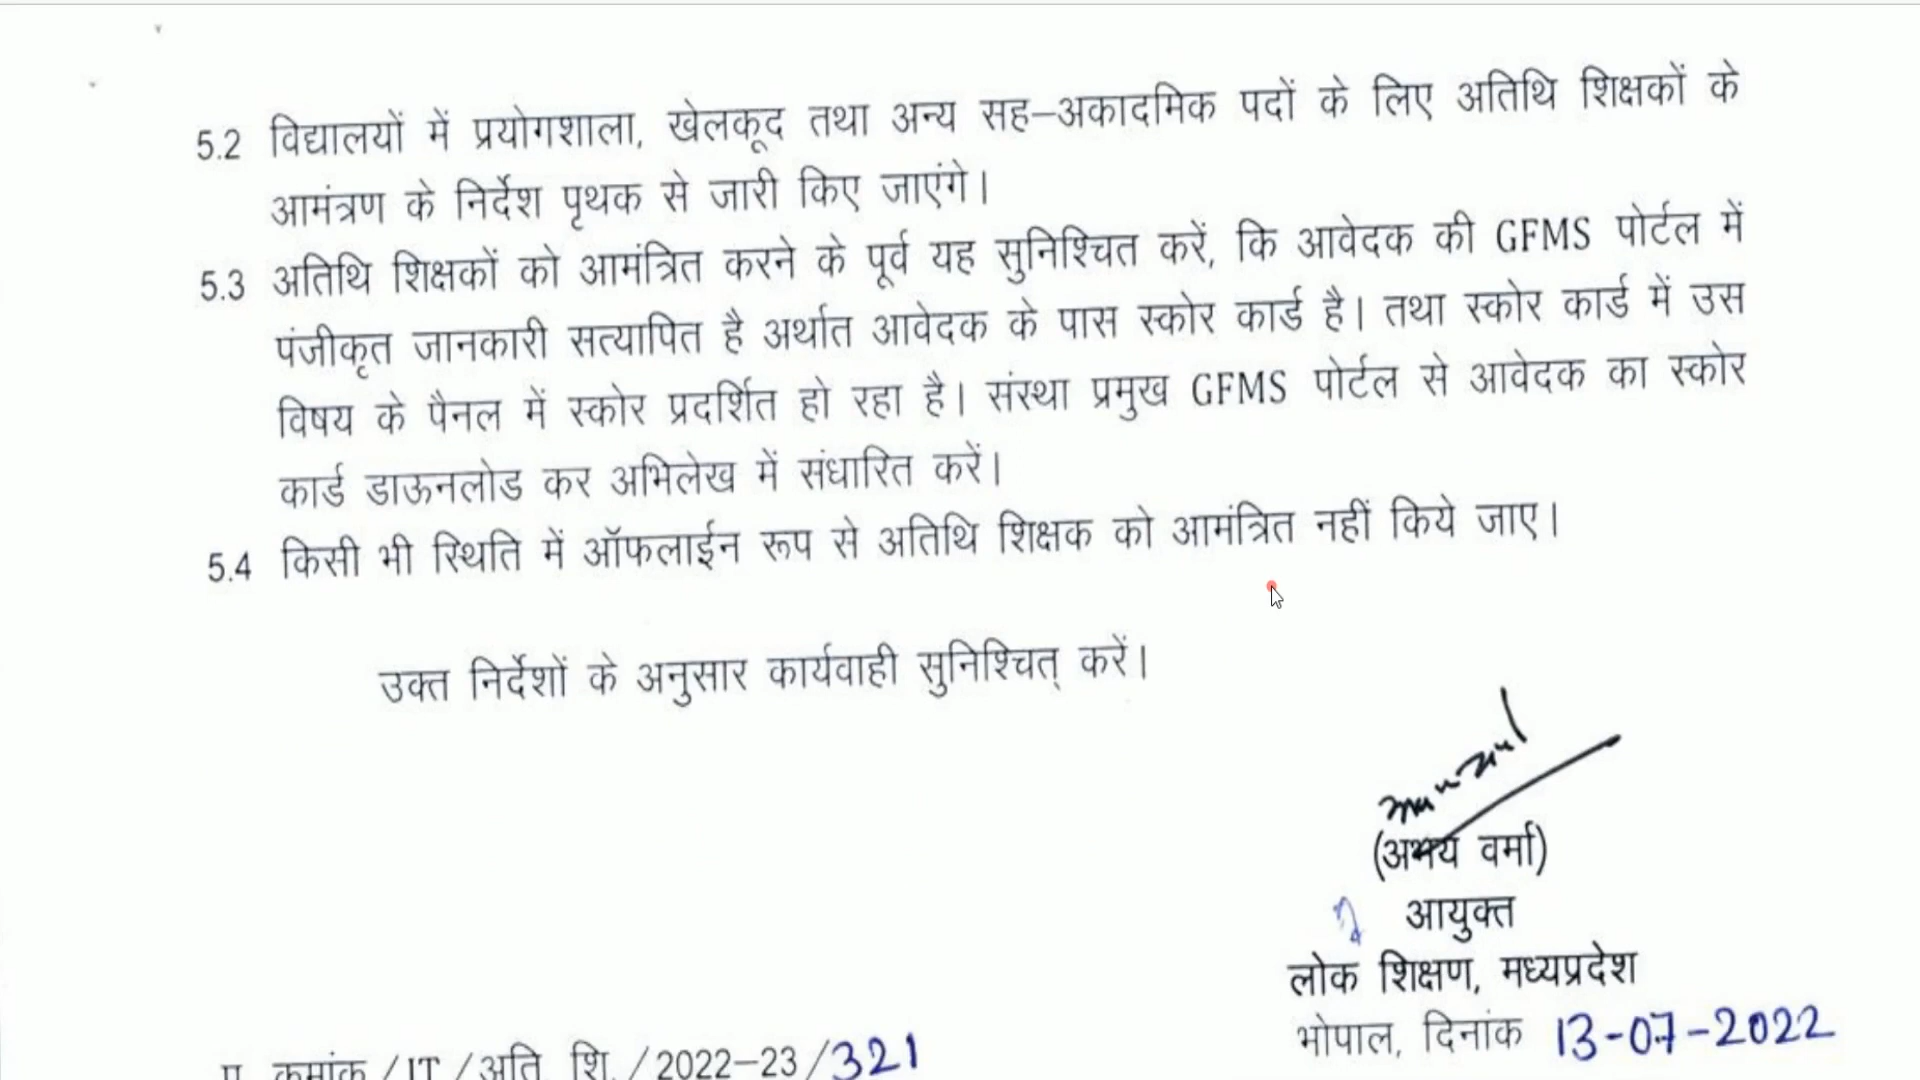 5.2 विद्यालयों में प्रयोगशाला, खेलकूद तथा अन्य सह–अकादमिक पदों के लिए अतिथि शिक्षकों के
आमंत्रण के निर्देश पृथक से जारी किए जाएंगे।
5.3 अतिथि शिक्षकों को आमंत्रित करने के पूर्व यह सुनिश्चित करें, कि आवेदक की GFMS पोर्टल में
पंजीकृत जानकारी सत्यापित है अर्थात आवेदक के पास स्कोर कार्ड है। तथा स्कोर कार्ड में उस
विषय के पैनल में स्कोर प्रदर्शित हो रहा है। संस्था प्रमुख GFMS पोर्टल से आवेदक का स्कोर
कार्ड डाऊनलोड कर अभिलेख में संधारित करें।
5.4 किसी भी स्थिति में ऑफलाईन रूप से अतिथि शिक्षक को आमंत्रित नहीं किये जाए।
उक्त निर्देशों के अनुसार कार्यवाही सुनिश्चित् करें।
(अभय वर्मा)
आयुक्त
लोक शिक्षण, मध्यप्रदेश
भोपाल, दिनांक 13-07-2022
क्रमांक /IT/अति. शि./2022–23/321